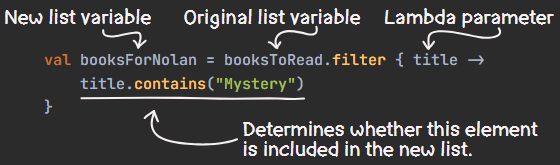 New list variable Original list variable Lambda parameter
val booksForNolan = booksToRead.filter { title ->
title.contains("Mystery")
}
Determines whether this element
is included in the new list.